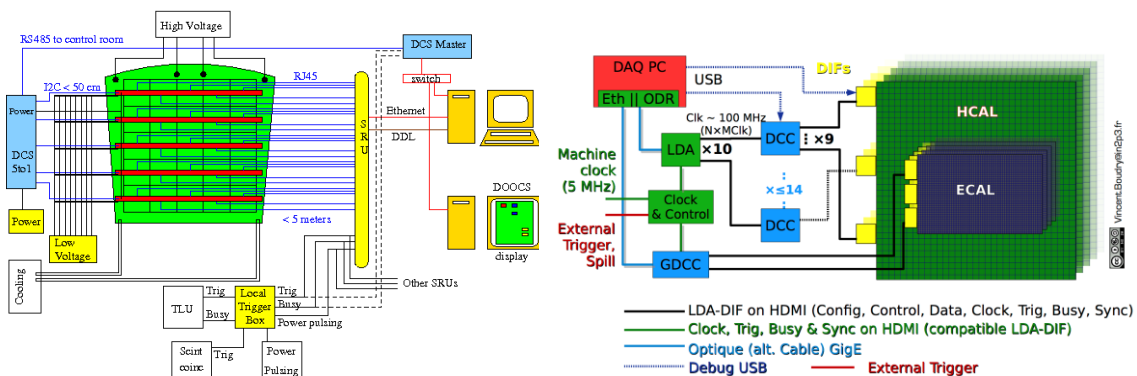 High Voltage
RS485 to control room
DCS Master
switch
I2C < 50 cm
RJ45
Power
DCS
5to1
Power
Low
Voltage
Cooling
SRU
Ethernet
DDL
DOOCS
display
< 5 meters
Other SRUs
TLU
Trig
Busy
Local
Trigger
Box
Trig
Busy
Power pulsing
Scint
coinc
Trig
Power
Pulsing
DAQ PC
Eth || ODR
USB
DIFs
Clk ~ 100 MHz
(N×MClk)
LDA
×10
DCC
⋮ ×9
×≤14
DCC
Machine
clock
(5 MHz)
Clock
& Control
External
Trigger,
Spill
GDCC
HCAL
ECAL
Vincent.Boudry@in2p3.fr
LDA-DIF on HDMI (Config, Control, Data, Clock, Trig, Busy, Sync)
Clock, Trig, Busy & Sync on HDMI (compatible LDA-DIF)
Optique (alt. Cable) GigE
Debug USB
External Trigger